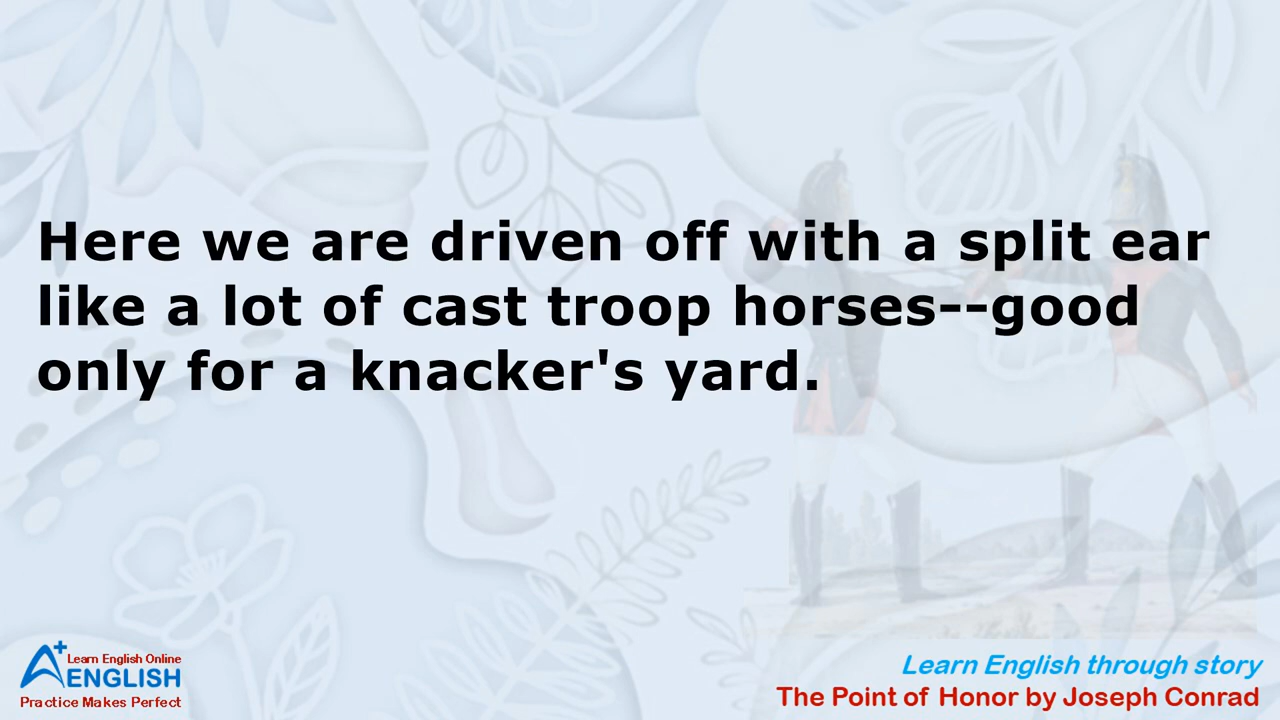 Here we are driven off with a split ear
like a lot of cast troop horses--good
only for a knacker's yard.
A+ Learn English Online
ENGLISH
Practice Makes Perfect
Learn English through story
The Point of Honor by Joseph Conrad